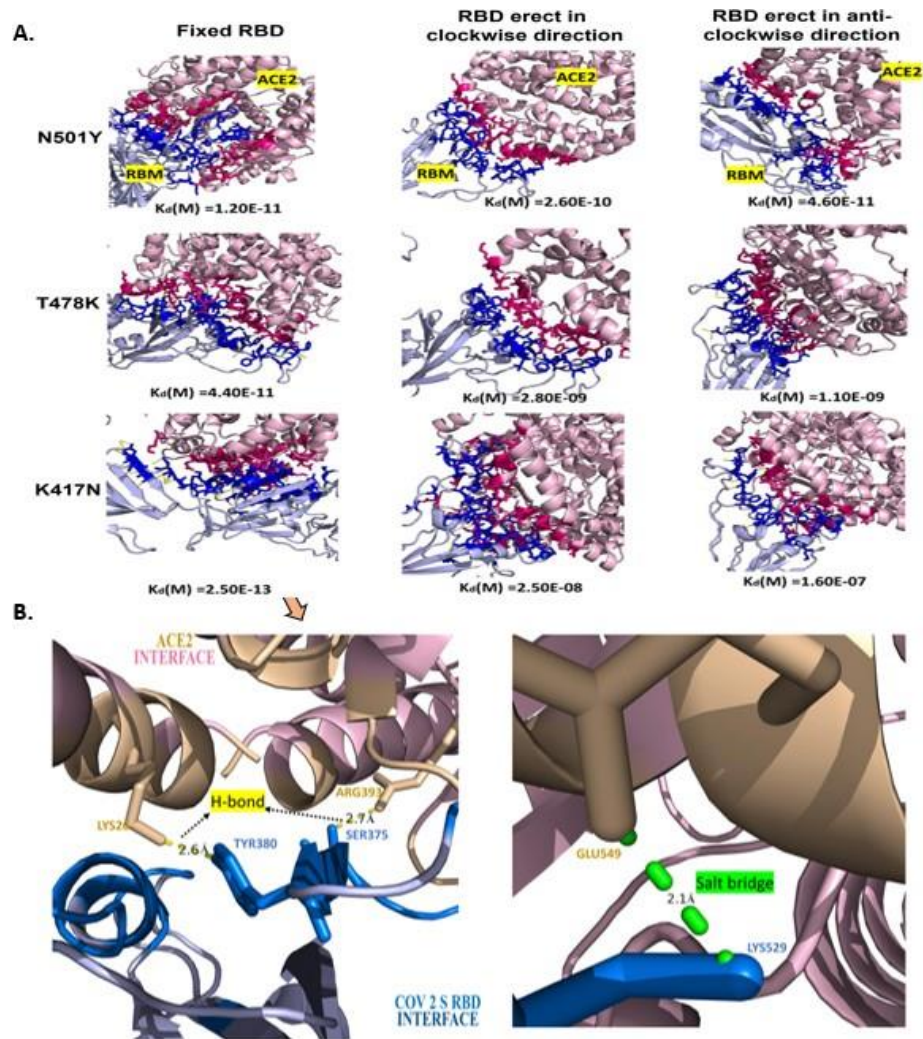 A.
Fixed RBD
RBD erect in
clockwise direction
RBD erect in anti-
clockwise direction
N501Y
ACE2
RBM
Kd(M) =1.20E-11
ACE2
RBM
Kd(M) =2.60E-10
ACE2
RBM
Kd(M) =4.60E-11
T478K
Kd(M) =4.40E-11
Kd(M) =2.80E-09
Kd(M) =1.10E-09
K417N
Kd(M) =2.50E-13
Kd(M) =2.50E-08
Kd(M) =1.60E-07
B.
ACE2
INTERFACE
ARG393
H-bond
2.7Å
SER375
2.6Å
TYR380
COV 2 S RBD
INTERFACE
GLU549
Salt bridge
2.1Å
LYS529